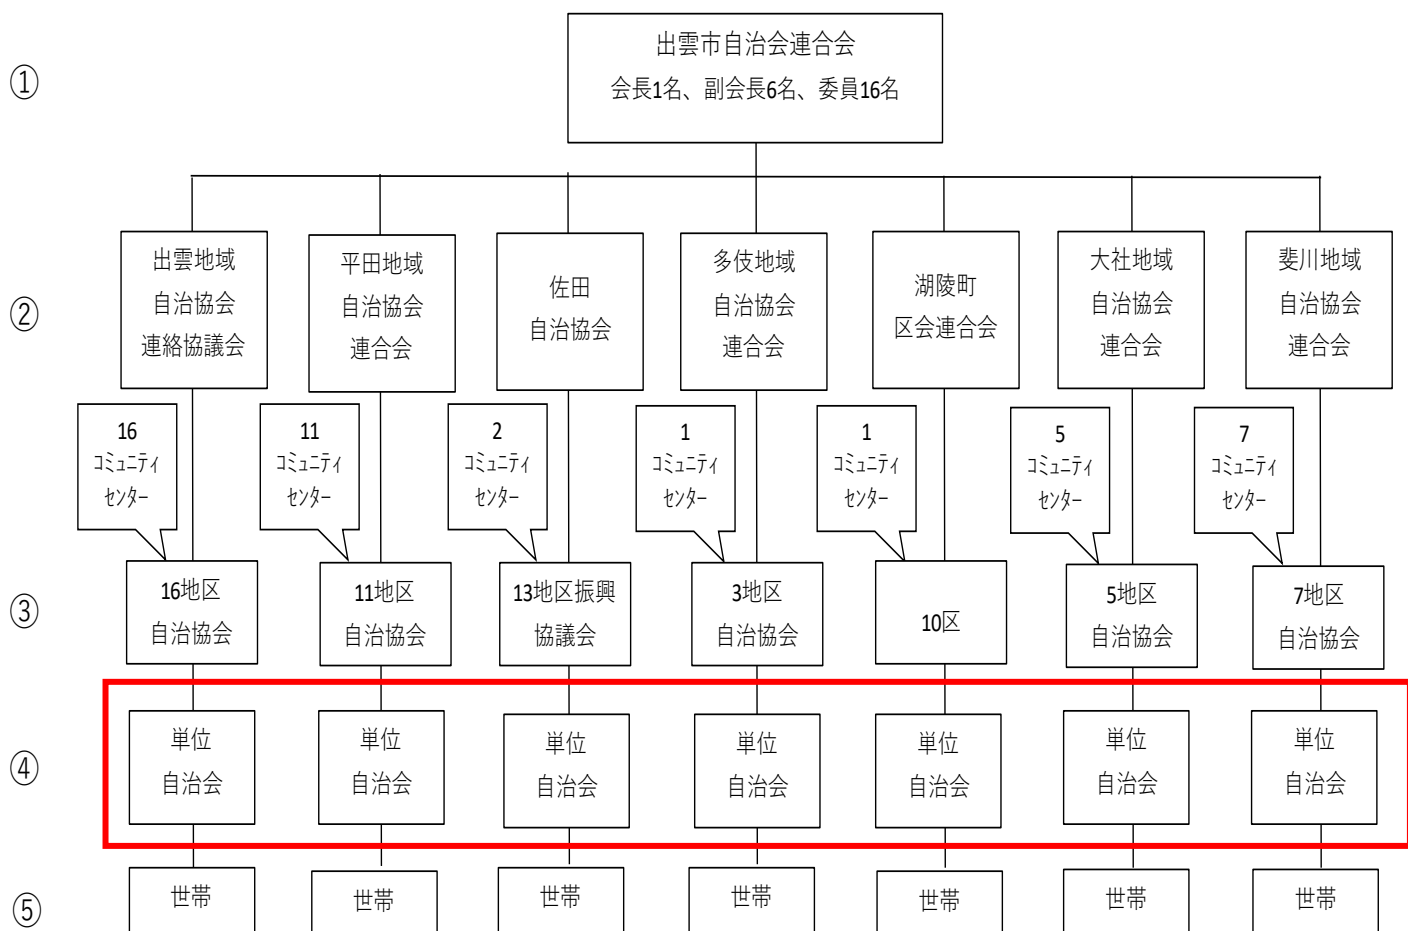 ①
出雲市自治会連合会
会長1名、副会長6名、委員16名
②
出雲地域
自治協会
連絡協議会
平田地域
自治協会
連合会
佐田
自治協会
多伎地域
自治協会
連合会
湖陵町
区会連合会
大社地域
自治協会
連合会
斐川地域
自治協会
連合会
16
ｺﾐｭﾆﾃｨ
ｾﾝﾀｰ
11
ｺﾐｭﾆﾃｨ
ｾﾝﾀｰ
2
ｺﾐｭﾆﾃｨ
ｾﾝﾀｰ
1
ｺﾐｭﾆﾃｨ
ｾﾝﾀｰ
1
ｺﾐｭﾆﾃｨ
ｾﾝﾀｰ
5
ｺﾐｭﾆﾃｨ
ｾﾝﾀｰ
7
ｺﾐｭﾆﾃｨ
ｾﾝﾀｰ
③
16地区
自治協会
11地区
自治協会
13地区振興
協議会
3地区
自治協会
10区
5地区
自治協会
7地区
自治協会
④
単位
自治会
単位
自治会
単位
自治会
単位
自治会
単位
自治会
単位
自治会
単位
自治会
⑤
世帯
世帯
世帯
世帯
世帯
世帯
世帯